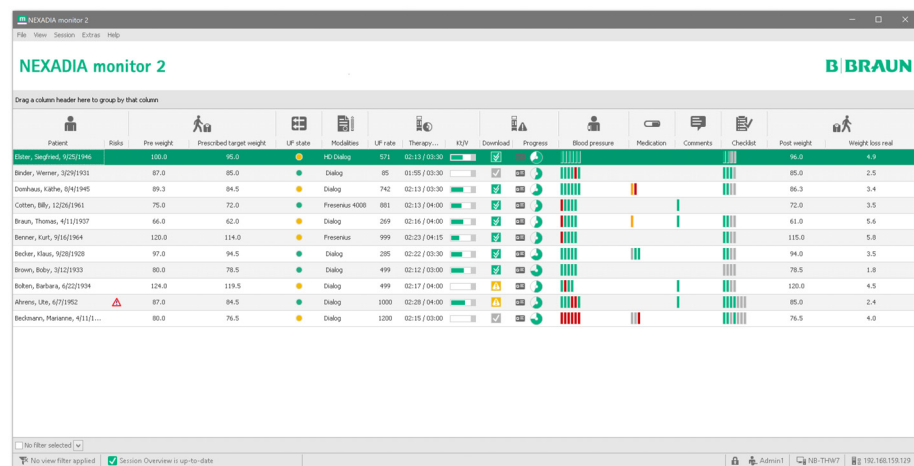 m NEXADIA monitor 2
File View Session Extras Help
NEXADIA monitor 2
B BRAUN
Drag a column header here to group by that column
Patient Risks Pre weight Prescribed target weight UF state Modalities UF rate Therapy... Kt/V Download Progress Blood pressure Medication Comments Checklist Post weight Weight loss real
Elster, Siegfried, 9/25/1946 100.0 95.0 HD Dialog 571 02:13 / 03:30 96.0 4.9
Binder, Werner, 3/29/1931 87.0 85.0 Dialog 85 01:55 / 03:30 85.0 2.5
Domhaus, Käthe, 8/4/1945 89.3 84.5 Dialog 742 02:13 / 03:30 86.3 3.4
Cotten, Billy, 12/26/1961 75.0 72.0 Fresenius 4008 881 02:13 / 04:00 72.0 3.5
Braun, Thomas, 4/11/1937 66.0 62.0 Dialog 269 02:16 / 04:00 61.0 5.6
Benner, Kurt, 9/16/1964 120.0 114.0 Fresenius 999 02:23 / 04:15 115.0 5.8
Becker, Klaus, 9/28/1928 97.0 94.5 Dialog 285 02:22 / 03:30 94.0 3.5
Brown, Boby, 3/12/1933 80.0 78.5 Dialog 499 02:12 / 03:00 78.5 1.8
Bolten, Barbara, 6/22/1934 124.0 119.5 Dialog 499 02:17 / 04:00 120.0 4.5
Ahrens, Ute, 6/7/1952 87.0 84.5 Dialog 1000 02:28 / 04:00 85.0 2.4
Beckmann, Marianne, 4/11/1... 80.0 76.5 Dialog 1200 02:15 / 03:00 76.5 4.0
No filter selected
No view filter applied Session Overview is up-to-date Admin1 NB-THW7 192.168.159.129